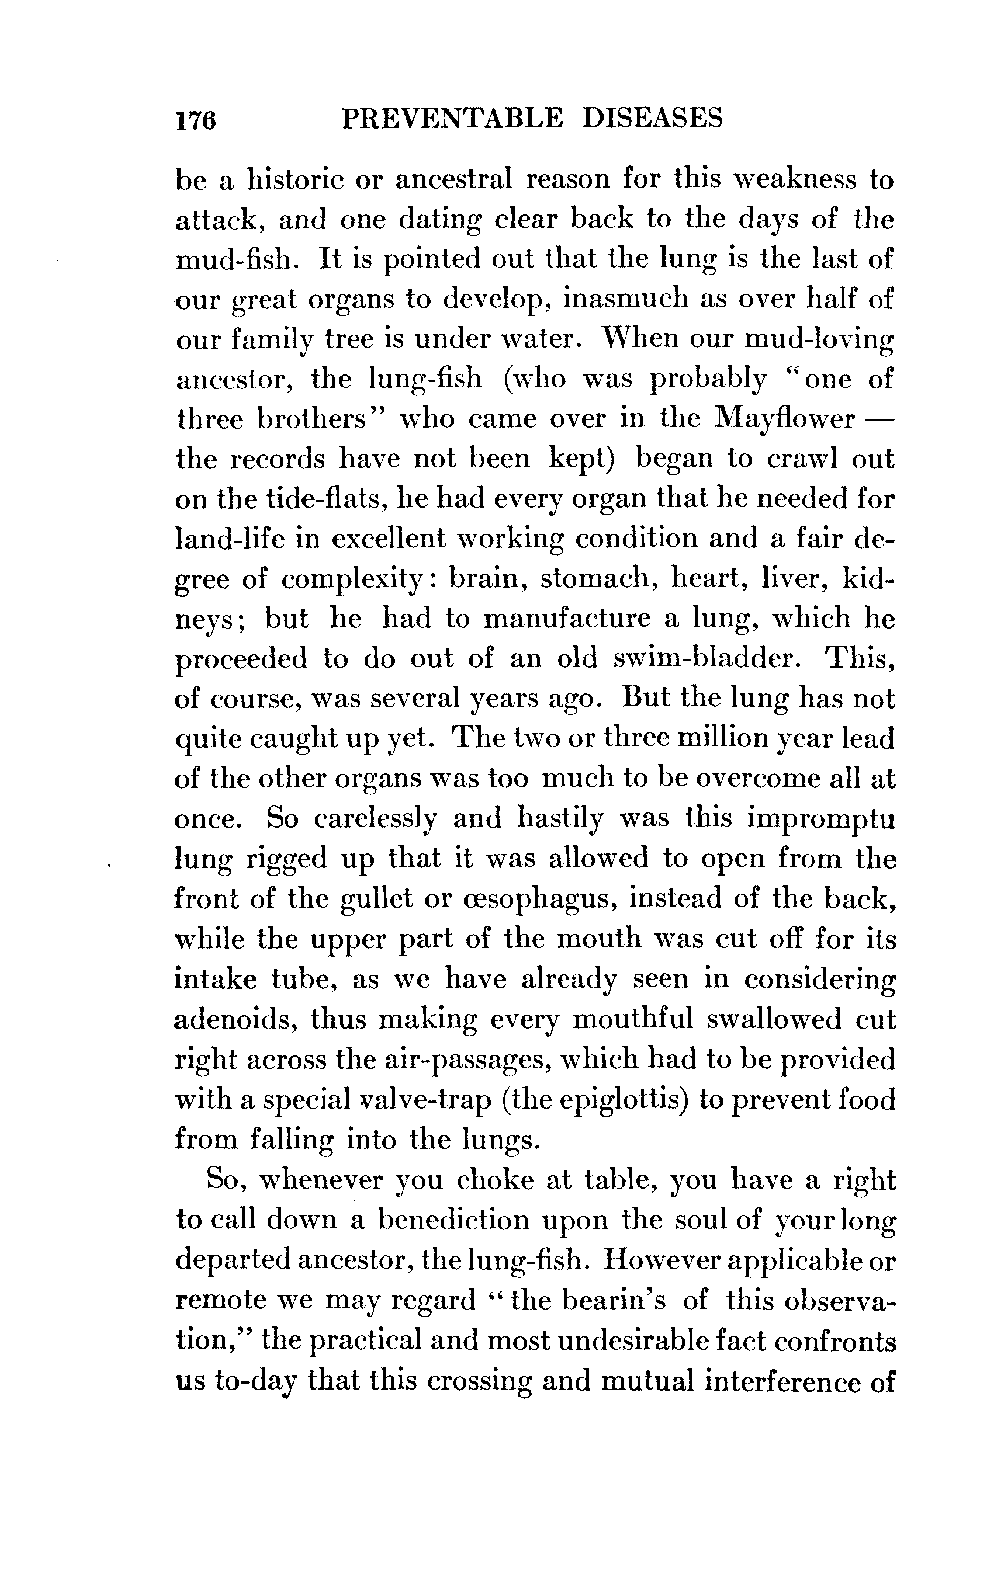 176 PREVENTABLE DISEASES
be a historic or ancestral reason for this weakness to
attack, and one dating clear back to the days of the
mud-fish. It is pointed out that the lung is the last of
our great organs to develop, inasmuch as over half of
our family tree is under water. When our mud-loving
ancestor, the lung-fish (who was probably "one of
three brothers" who came over in the Mayflower —
the records have not been kept) began to crawl out
on the tide-flats, he had every organ that he needed for
land-life in excellent working condition and a fair de-
gree of complexity: brain, stomach, heart, liver, kid-
neys; but he had to manufacture a lung, which he
proceeded to do out of an old swim-bladder. This,
of course, was several years ago. But the lung has not
quite caught up yet. The two or three million year lead
of the other organs was too much to be overcome all at
once. So carelessly and hastily was this impromptu
lung rigged up that it was allowed to open from the
front of the gullet or œsophagus, instead of the back,
while the upper part of the mouth was cut off for its
intake tube, as we have already seen in considering
adenoids, thus making every mouthful swallowed cut
right across the air-passages, which had to be provided
with a special valve-trap (the epiglottis) to prevent food
from falling into the lungs.
So, whenever you choke at table, you have a right
to call down a benediction upon the soul of your long
departed ancestor, the lung-fish. However applicable or
remote we may regard "the bearin's of this observa-
tion," the practical and most undesirable fact confronts
us to-day that this crossing and mutual interference of